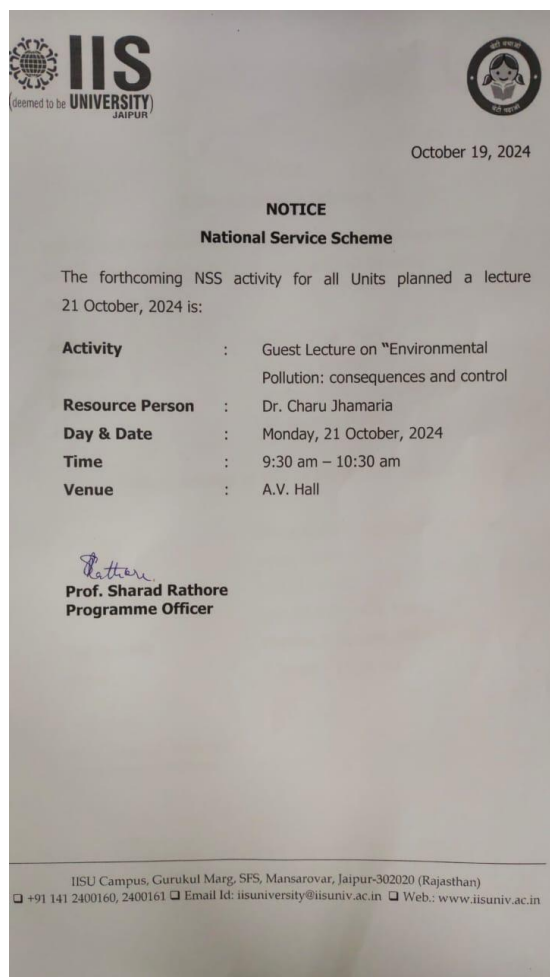 IIS
(deemed to be UNIVERSITY)
JAIPUR
बेटी बचाओ
बेटी पढ़ाओ
October 19, 2024
NOTICE
National Service Scheme
The forthcoming NSS activity for all Units planned a lecture
21 October, 2024 is:
Activity : Guest Lecture on "Environmental
Pollution: consequences and control
Resource Person : Dr. Charu Jhamaria
Day & Date : Monday, 21 October, 2024
Time : 9:30 am – 10:30 am
Venue : A.V. Hall
Rathore
Prof. Sharad Rathore
Programme Officer
IISU Campus, Gurukul Marg, SFS, Mansarovar, Jaipur-302020 (Rajasthan)
❑ +91 141 2400160, 2400161 ❑ Email Id: iisuniversity@iisuniv.ac.in ❑ Web.: www.iisuniv.ac.in